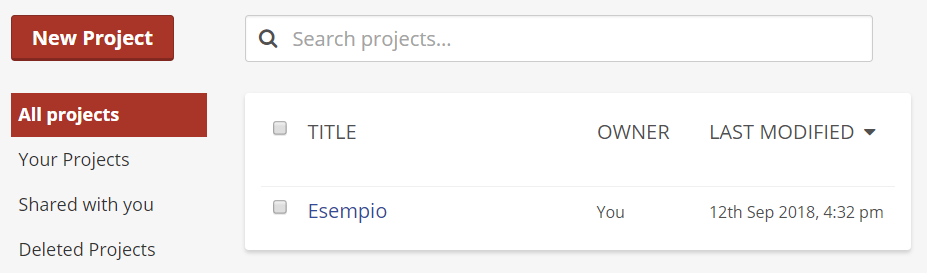 New Project
Search projects...
All projects
Your Projects
Shared with you
Deleted Projects
TITLE OWNER LAST MODIFIED
Esempio You 12th Sep 2018, 4:32 pm